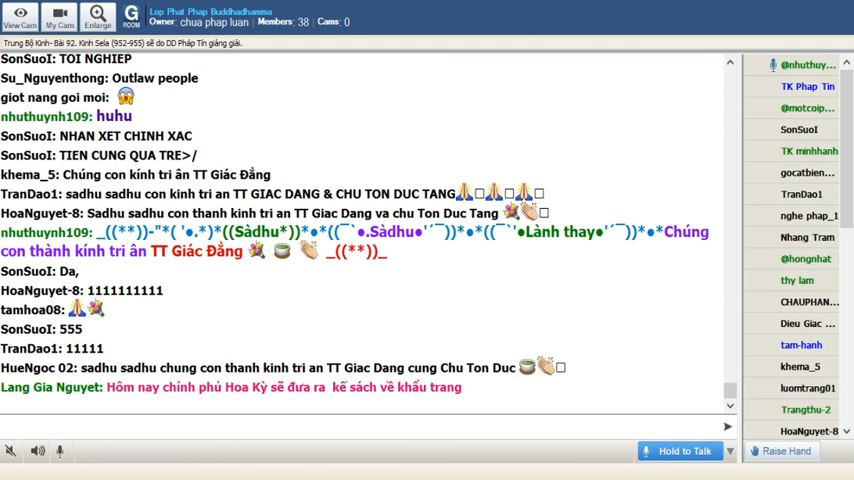 View Cam
My Cam
Enlarge
G
ROOM
Lop Phat Phap Buddhadhamma
Owner: chua phap luan Members: 38 Cams: 0
Trung Bộ Kinh- Bài 92. Kinh Sela (952-955) sẽ do DD Pháp Tín giảng giải.
SonSuoI: TOI NGHIEP
Su_Nguyenthong: Outlaw people
giot nang goi moi:
nhuthuynh109: huhu
SonSuoI: NHAN XET CHINH XAC
SonSuoI: TIEN CUNG QUA TRE>/
khema_5: Chúng con kính tri ân TT Giác Đẳng
TranDao1: sadhu sadhu con kinh tri an TT GIAC DANG & CHU TON DUC TANG
HoaNguyet-8: Sadhu sadhu con thanh kinh tri an TT Giac Dang va chu Ton Duc Tang
nhuthuynh109: _((**))-"*( '●.*)*((Sàdhu*))*●*((¯`●.Sàdhu●'´¯))*●*((¯`'●Lành thay●'´¯))*●*Chúng
con thành kính tri ân TT Giác Đẳng _((**))_
SonSuoI: Da,
HoaNguyet-8: 1111111111
tamhoa08:
SonSuoI: 555
TranDao1: 11111
HueNgoc 02: sadhu sadhu chung con thanh kinh tri an TT Giac Dang cung Chu Ton Duc
Lang Gia Nguyet: Hôm nay chính phủ Hoa Kỳ sẽ đưa ra kế sách về khẩu trang
@nhuthuy...
TK Phap Tin
@motcoip...
SonSuoI
TK minhhanh
gocatbien...
TranDao1
nghe phap_1
Nhang Tram
@hongnhat
thy lam
CHAUPHAN...
Dieu Giac ...
tam-hanh
khema_5
luomtrang01
Trangthu-2
HoaNguyet-8
Hold to Talk
Raise Hand